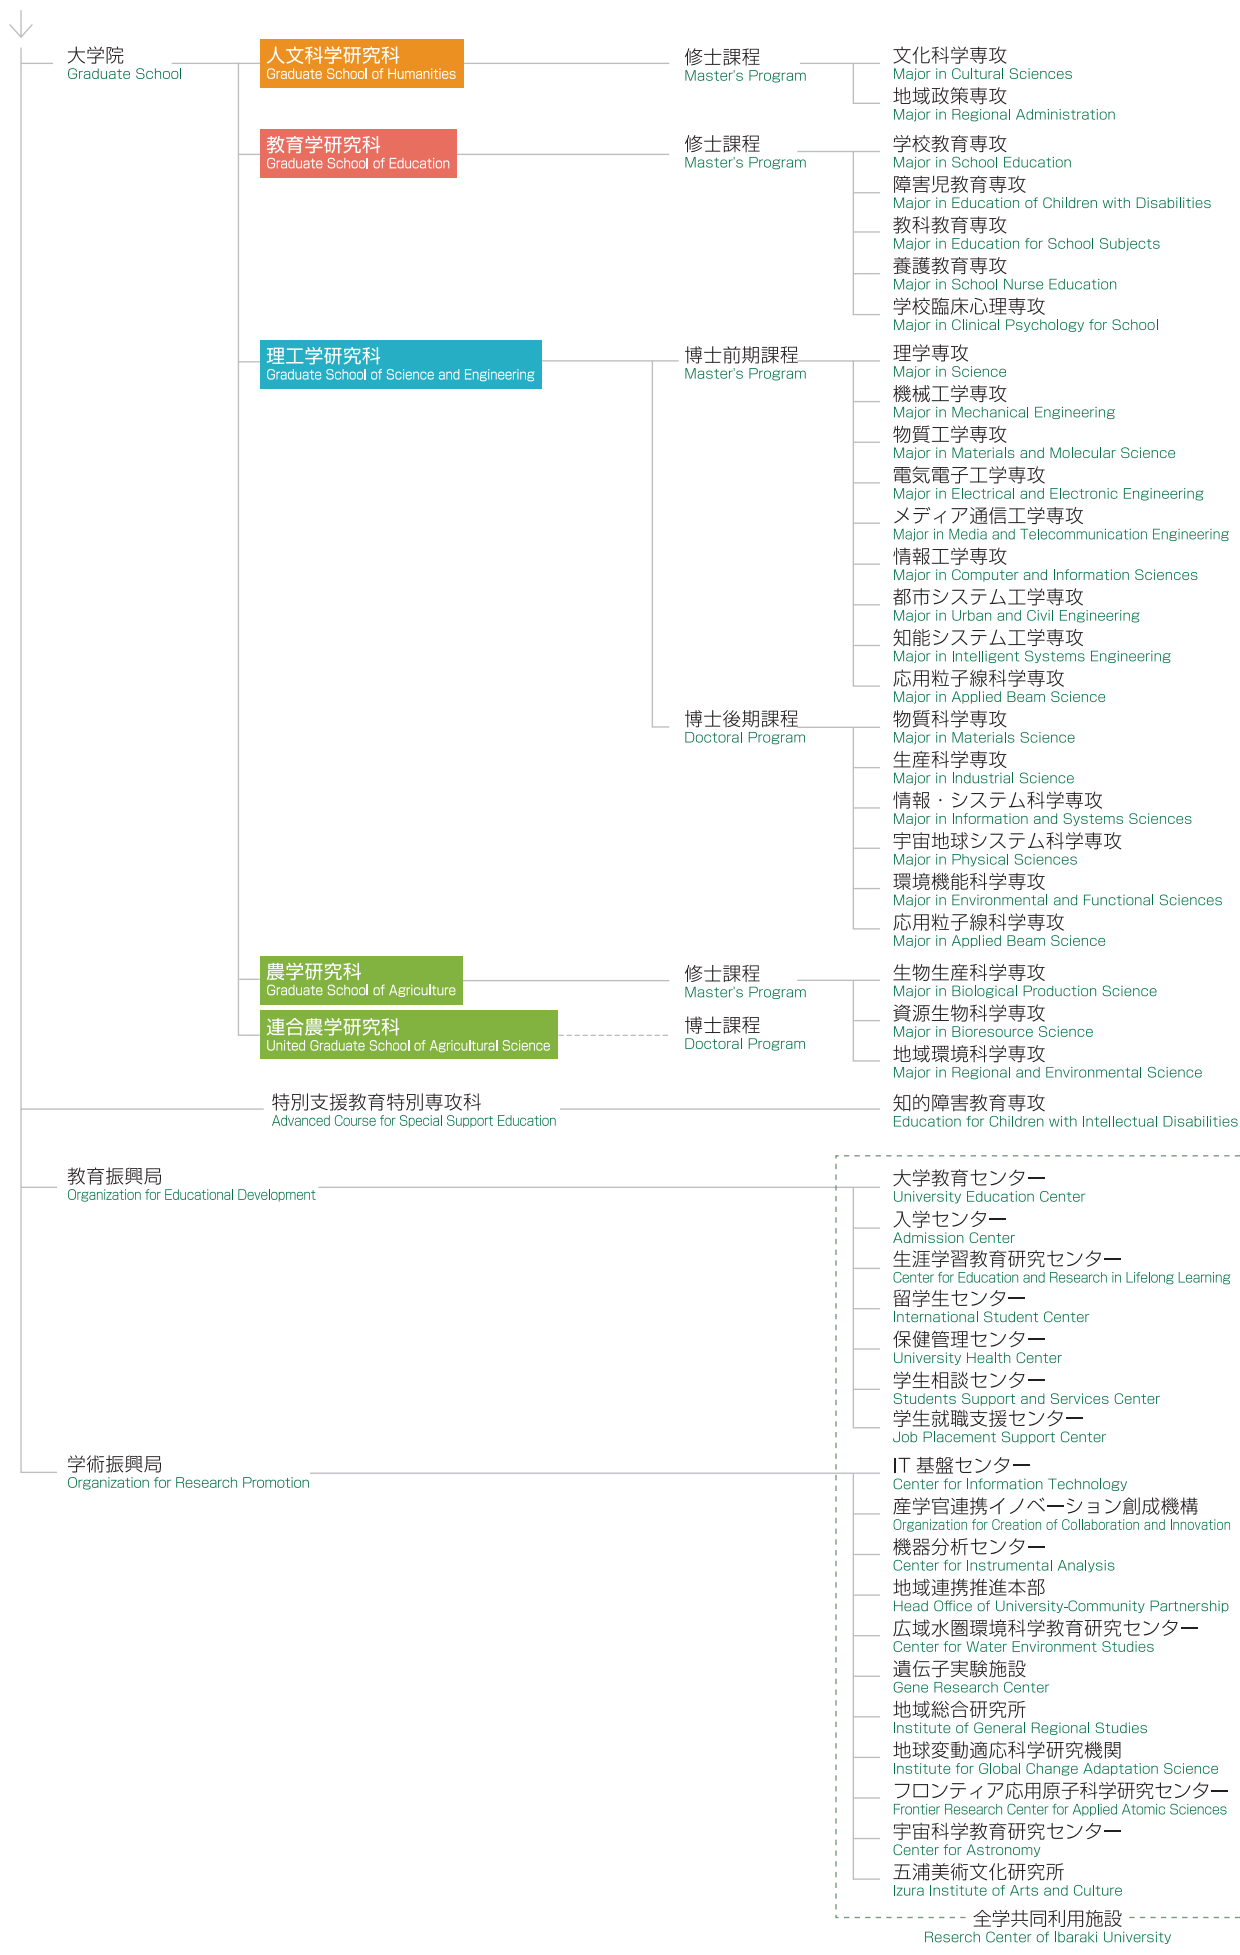 大学院
Graduate School
人文科学研究科
Graduate School of Humanities
修士課程
Master's Program
文化科学専攻
Major in Cultural Sciences
地域政策専攻
Major in Regional Administration
教育学研究科
Graduate School of Education
修士課程
Master's Program
学校教育専攻
Major in School Education
障害児教育専攻
Major in Education of Children with Disabilities
教科教育専攻
Major in Education for School Subjects
養護教育専攻
Major in School Nurse Education
学校臨床心理専攻
Major in Clinical Psychology for School
理工学研究科
Graduate School of Science and Engineering
博士前期課程
Master's Program
理学専攻
Major in Science
機械工学専攻
Major in Mechanical Engineering
物質工学専攻
Major in Materials and Molecular Science
電気電子工学専攻
Major in Electrical and Electronic Engineering
メディア通信工学専攻
Major in Media and Telecommunication Engineering
情報工学専攻
Major in Computer and Information Sciences
都市システム工学専攻
Major in Urban and Civil Engineering
知能システム工学専攻
Major in Intelligent Systems Engineering
応用粒子線科学専攻
Major in Applied Beam Science
博士後期課程
Doctoral Program
物質科学専攻
Major in Materials Science
生産科学専攻
Major in Industrial Science
情報・システム科学専攻
Major in Information and Systems Sciences
宇宙地球システム科学専攻
Major in Physical Sciences
環境機能科学専攻
Major in Environmental and Functional Sciences
応用粒子線科学専攻
Major in Applied Beam Science
農学研究科
Graduate School of Agriculture
修士課程
Master's Program
生物生産科学専攻
Major in Biological Production Science
資源生物科学専攻
Major in Bioresource Science
地域環境科学専攻
Major in Regional and Environmental Science
連合農学研究科
United Graduate School of Agricultural Science
博士課程
Doctoral Program
特別支援教育特別専攻科
Advanced Course for Special Support Education
知的障害教育専攻
Education for Children with Intellectual Disabilities
教育振興局
Organization for Educational Development
大学教育センター
University Education Center
入学センター
Admission Center
生涯学習教育研究センター
Center for Education and Research in Lifelong Learning
留学生センター
International Student Center
保健管理センター
University Health Center
学生相談センター
Students Support and Services Center
学生就職支援センター
Job Placement Support Center
学術振興局
Organization for Research Promotion
IT 基盤センター
Center for Information Technology
産学官連携イノベーション創成機構
Organization for Creation of Collaboration and Innovation
機器分析センター
Center for Instrumental Analysis
地域連携推進本部
Head Office of University-Community Partnership
広域水圏環境科学教育研究センター
Center for Water Environment Studies
遺伝子実験施設
Gene Research Center
地域総合研究所
Institute of General Regional Studies
地球変動適応科学研究機関
Institute for Global Change Adaptation Science
フロンティア応用原子科学研究センター
Frontier Research Center for Applied Atomic Sciences
宇宙科学教育研究センター
Center for Astronomy
五浦美術文化研究所
Izura Institute of Arts and Culture
全学共同利用施設
Reserch Center of Ibaraki University